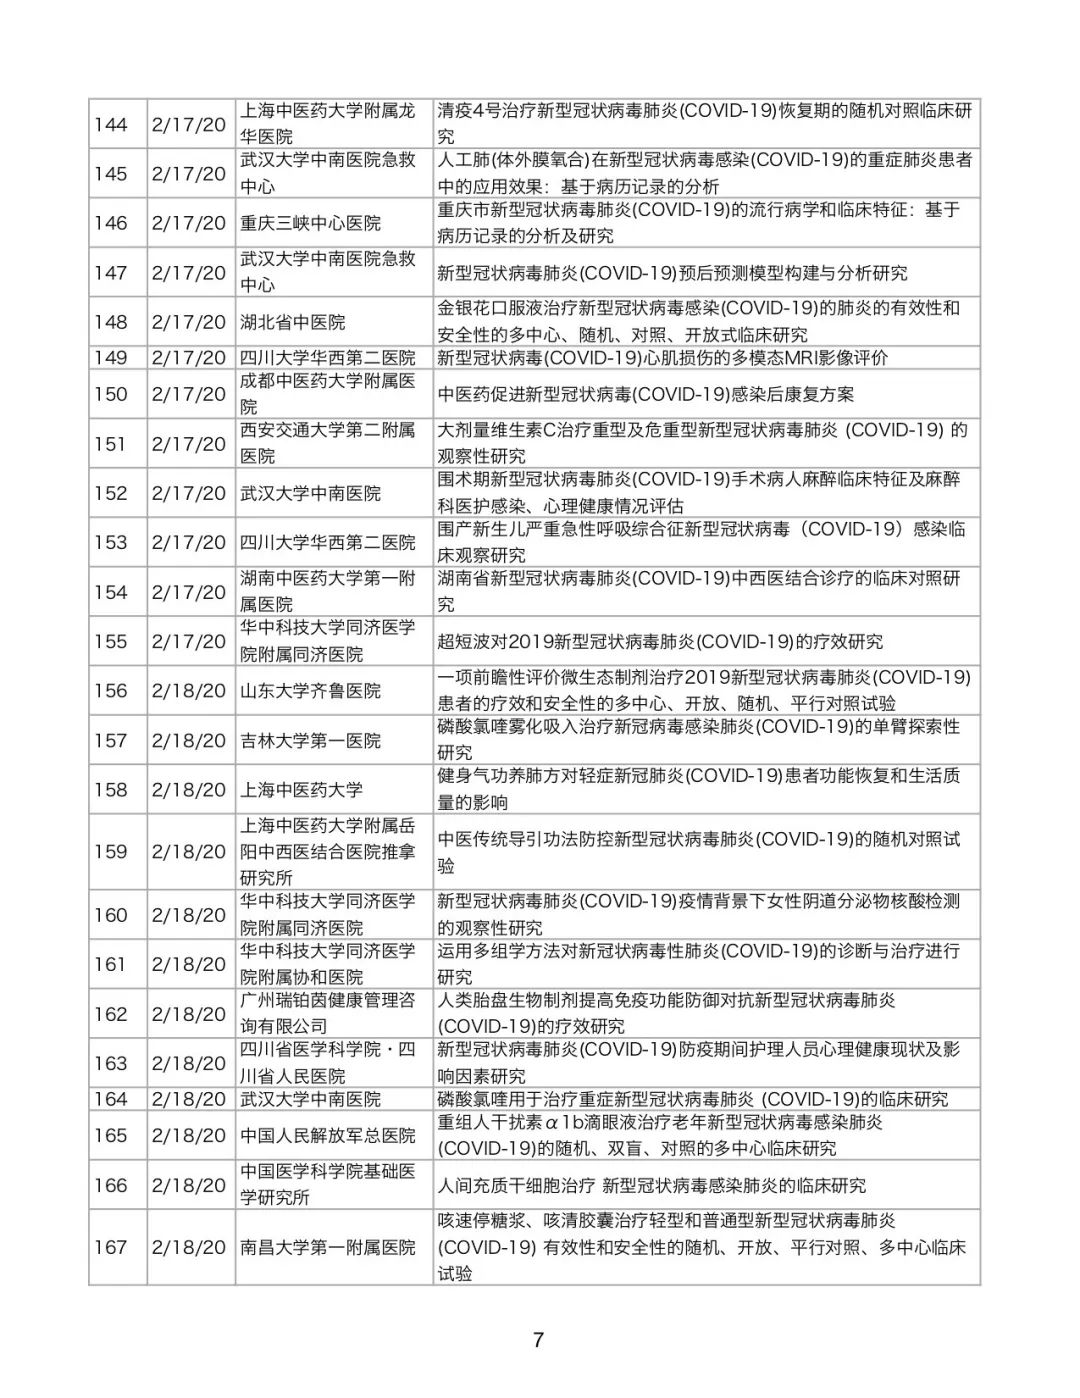 144 2/17/20 上海中医药大学附属龙 清疫4号治疗新型冠状病毒肺炎(COVID-19)恢复期的随机对照临床研
华医院 究
145 2/17/20 武汉大学中南医院急救 人工肺(体外膜氧合)在新型冠状病毒感染(COVID-19)的重症肺炎患者
中心 中的应用效果：基于病历记录的分析
146 2/17/20 重庆三峡中心医院 重庆市新型冠状病毒肺炎(COVID-19)的流行病学和临床特征：基于
病历记录的分析及研究
147 2/17/20 武汉大学中南医院急救 新型冠状病毒肺炎(COVID-19)预后预测模型构建与分析研究
中心
148 2/17/20 湖北省中医院 金银花口服液治疗新型冠状病毒感染(COVID-19)的肺炎的有效性和
安全性的多中心、随机、对照、开放式临床研究
149 2/17/20 四川大学华西第二医院 新型冠状病毒(COVID-19)心肌损伤的多模态MRI影像评价
150 2/17/20 成都中医药大学附属医 中医药促进新型冠状病毒(COVID-19)感染后康复方案
院
151 2/17/20 西安交通大学第二附属 大剂量维生素C治疗重型及危重型新型冠状病毒肺炎 (COVID-19) 的
医院 观察性研究
152 2/17/20 武汉大学中南医院 围术期新型冠状病毒肺炎(COVID-19)手术病人麻醉临床特征及麻醉
科医护感染、心理健康情况评估
153 2/17/20 四川大学华西第二医院 围产新生儿严重急性呼吸综合征新型冠状病毒（COVID-19）感染临
床观察研究
154 2/17/20 湖南中医药大学第一附 湖南省新型冠状病毒肺炎(COVID-19)中西医结合诊疗的临床对照研
属医院 究
155 2/17/20 华中科技大学同济医学 超短波对2019新型冠状病毒肺炎(COVID-19)的疗效研究
院附属同济医院
156 2/18/20 山东大学齐鲁医院 一项前瞻性评价微生态制剂治疗2019新型冠状病毒肺炎(COVID-19)
患者的疗效和安全性的多中心、开放、随机、平行对照试验
157 2/18/20 吉林大学第一医院 磷酸氯喹雾化吸入治疗新冠病毒感染肺炎(COVID-19)的单臂探索性
研究
158 2/18/20 上海中医药大学 健身气功养肺方对轻症新冠肺炎(COVID-19)患者功能恢复和生活质
量的影响
159 2/18/20 上海中医药大学附属岳 中医传统导引功法防控新型冠状病毒肺炎(COVID-19)的随机对照试
阳中西医结合医院推拿 验
研究所
160 2/18/20 华中科技大学同济医学 新型冠状病毒肺炎(COVID-19)疫情背景下女性阴道分泌物核酸检测
院附属同济医院 的观察性研究
161 2/18/20 华中科技大学同济医学 运用多组学方法对新冠状病毒性肺炎(COVID-19)的诊断与治疗进行
院附属协和医院 研究
162 2/18/20 广州瑞铂茵健康管理咨 人类胎盘生物制剂提高免疫功能防御对抗新型冠状病毒肺炎
询有限公司 (COVID-19)的疗效研究
163 2/18/20 四川省医学科学院·四 新型冠状病毒肺炎(COVID-19)防疫期间护理人员心理健康现状及影
川省人民医院 响因素研究
164 2/18/20 武汉大学中南医院 磷酸氯喹用于治疗重症新型冠状病毒肺炎 (COVID-19)的临床研究
165 2/18/20 中国人民解放军总医院 重组人干扰素α1b滴眼液治疗老年新型冠状病毒感染肺炎
(COVID-19)的随机、双盲、对照的多中心临床研究
166 2/18/20 中国医学科学院基础医 人间充质干细胞治疗 新型冠状病毒感染肺炎的临床研究
学研究所
167 2/18/20 南昌大学第一附属医院 咳速停糖浆、咳清胶囊治疗轻型和普通型新型冠状病毒肺炎
(COVID-19) 有效性和安全性的随机、开放、平行对照、多中心临床
试验
7